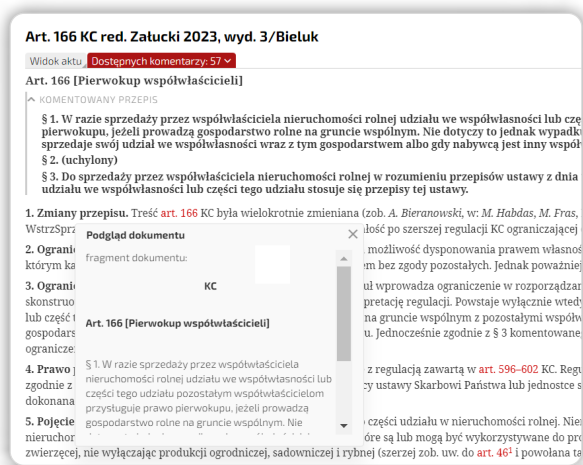 Art. 166 KC red. Załucki 2023, wyd. 3/Bieluk
Widok aktu
Dostępnych komentarzy: 57
Art. 166 [Pierwokup współwłaścicieli]
KOMENTOWANY PRZEPIS
§ 1. W razie sprzedaży przez współwłaściciela nieruchomości rolnej udziału we współwłasności lub czę
pierwokupu, jeżeli prowadzą gospodarstwo rolne na gruncie wspólnym. Nie dotyczy to jednak wypadku
sprzedaje swój udział we współwłasności wraz z tym gospodarstwem albo gdy nabywcą jest inny współ
§ 2. (uchylony)
§ 3. Do sprzedaży przez współwłaściciela nieruchomości rolnej w rozumieniu przepisów ustawy z dnia
udziału we współwłasności lub części tego udziału stosuje się przepisy tej ustawy.
1. Zmiany przepisu. Treść art. 166 KC była wielokrotnie zmieniana (zob. A. Bieranowski, w: M. Habdas, M. Fras,
WstrzSprz
łość po szerszej regulacji KC ograniczającej
2. Ograni
możliwość dysponowania prawem własnoś
którym ka
em bez zgody pozostałych. Jednak poważniej
3. Ograni
uł wprowadza ograniczenie w rozporządzan
skonstruo
pretację regulacji. Powstaje wyłącznie wtedy
lub część t
na gruncie wspólnym z pozostałymi współw
gospodars
u. Jednocześnie zgodnie z § 3 komentowane
ogranicze
4. Prawo p
z regulacją zawartą w art. 596–602 KC. Regu
zgodnie z
cy ustawy Skarbowi Państwa lub jednostce s
dokonana
5. Pojęcie
części udziału w nieruchomości rolnej. Nie
nieruchom
óre są lub mogą być wykorzystywane do pro
zwierzęcej, nie wyłączając produkcji ogrodniczej, sadowniczej i rybnej (szerzej zob. uw. do art. 46¹ i powołana ta
Podgląd dokumentu
fragment dokumentu:
KC
Art. 166 [Pierwokup współwłaścicieli]
§ 1. W razie sprzedaży przez współwłaściciela
nieruchomości rolnej udziału we współwłasności lub
części tego udziału pozostałym współwłaścicielom
przysługuje prawo pierwokupu, jeżeli prowadzą
gospodarstwo rolne na gruncie wspólnym. Nie